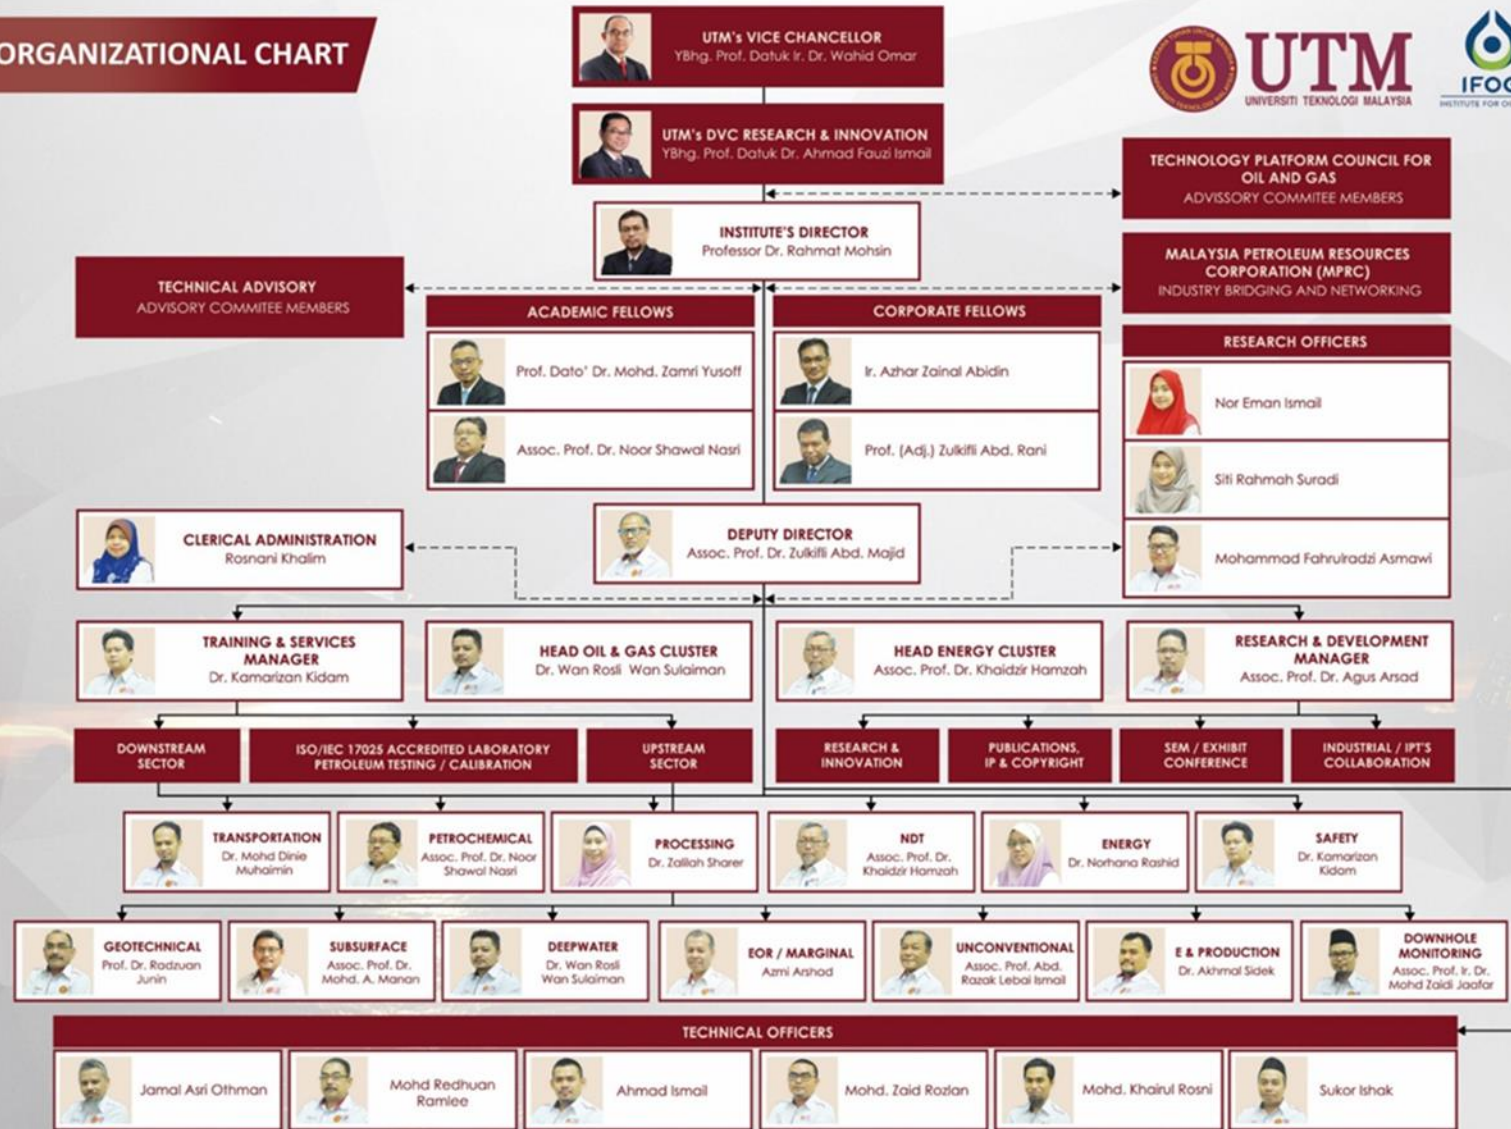 ORGANIZATIONAL CHART
UTM's VICE CHANCELLOR
YBhg. Prof. Datuk Ir. Dr. Wahid Omar
UTM
UNIVERSITI TEKNOLOGI MALAYSIA
IFOG
INSTITUTE FOR
UTM's DVC RESEARCH & INNOVATION
YBhg. Prof. Datuk Dr. Ahmad Fauzi Ismail
TECHNOLOGY PLATFORM COUNCIL FOR
OIL AND GAS
ADVISSORY COMMITEE MEMBERS
INSTITUTE'S DIRECTOR
Professor Dr. Rahmat Mohsin
MALAYSIA PETROLEUM RESOURCES
CORPORATION (MPRC)
INDUSTRY BRIDGING AND NETWORKING
TECHNICAL ADVISORY
ADVISORY COMMITEE MEMBERS
ACADEMIC FELLOWS
Prof. Dato' Dr. Mohd. Zamri Yusoff
Assoc. Prof. Dr. Noor Shawal Nasri
CORPORATE FELLOWS
Ir. Azhar Zainal Abidin
Prof. (Adj.) Zulkifli Abd. Rani
RESEARCH OFFICERS
Nor Eman Ismail
Siti Rahmah Suradi
Mohammad Fahrulradzi Asmawi
CLERICAL ADMINISTRATION
Rosnani Khalim
DEPUTY DIRECTOR
Assoc. Prof. Dr. Zulkifli Abd. Majid
TRAINING & SERVICES
MANAGER
Dr. Kamarizan Kidam
HEAD OIL & GAS CLUSTER
Dr. Wan Rosli Wan Sulaiman
HEAD ENERGY CLUSTER
Assoc. Prof. Dr. Khaidzir Hamzah
RESEARCH & DEVELOPMENT
MANAGER
Assoc. Prof. Dr. Agus Arsad
DOWNSTREAM
SECTOR
ISO/IEC 17025 ACCREDITED LABORATORY
PETROLEUM TESTING / CALIBRATION
UPSTREAM
SECTOR
RESEARCH &
INNOVATION
PUBLICATIONS,
IP & COPYRIGHT
SEM / EXHIBIT
CONFERENCE
INDUSTRIAL / IPT'S
COLLABORATION
TRANSPORTATION
Dr. Mohd Dinie
Muhaimin
PETROCHEMICAL
Assoc. Prof. Dr. Noor
Shawal Nasri
PROCESSING
Dr. Zalilah Sharer
NDT
Assoc. Prof. Dr.
Khaidzir Hamzah
ENERGY
Dr. Norhana Rashid
SAFETY
Dr. Kamarizan
Kidam
GEOTECHNICAL
Prof. Dr. Radzuan
Junin
SUBSURFACE
Assoc. Prof. Dr.
Mohd. A. Manan
DEEPWATER
Dr. Wan Rosli
Wan Sulaiman
EOR / MARGINAL
Azmi Arshad
UNCONVENTIONAL
Assoc. Prof. Abd.
Razak Lebai Ismail
E & PRODUCTION
Dr. Akhmal Sidek
DOWNHOLE
MONITORING
Assoc. Prof. Ir. Dr.
Mohd Zaidi Jaafar
TECHNICAL OFFICERS
Jamal Asri Othman
Mohd Redhuan
Ramlee
Ahmad Ismail
Mohd. Zaid Rozlan
Mohd. Khairul Rosni
Sukor Ishak